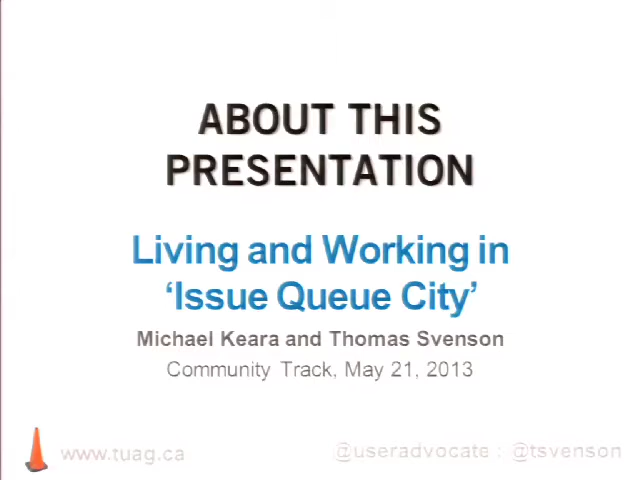 ABOUT THIS
PRESENTATION
Living and Working in
‘Issue Queue City’
Michael Keara and Thomas Svenson
Community Track, May 21, 2013
www.tuag.ca
@useradvocate : @tsvenson